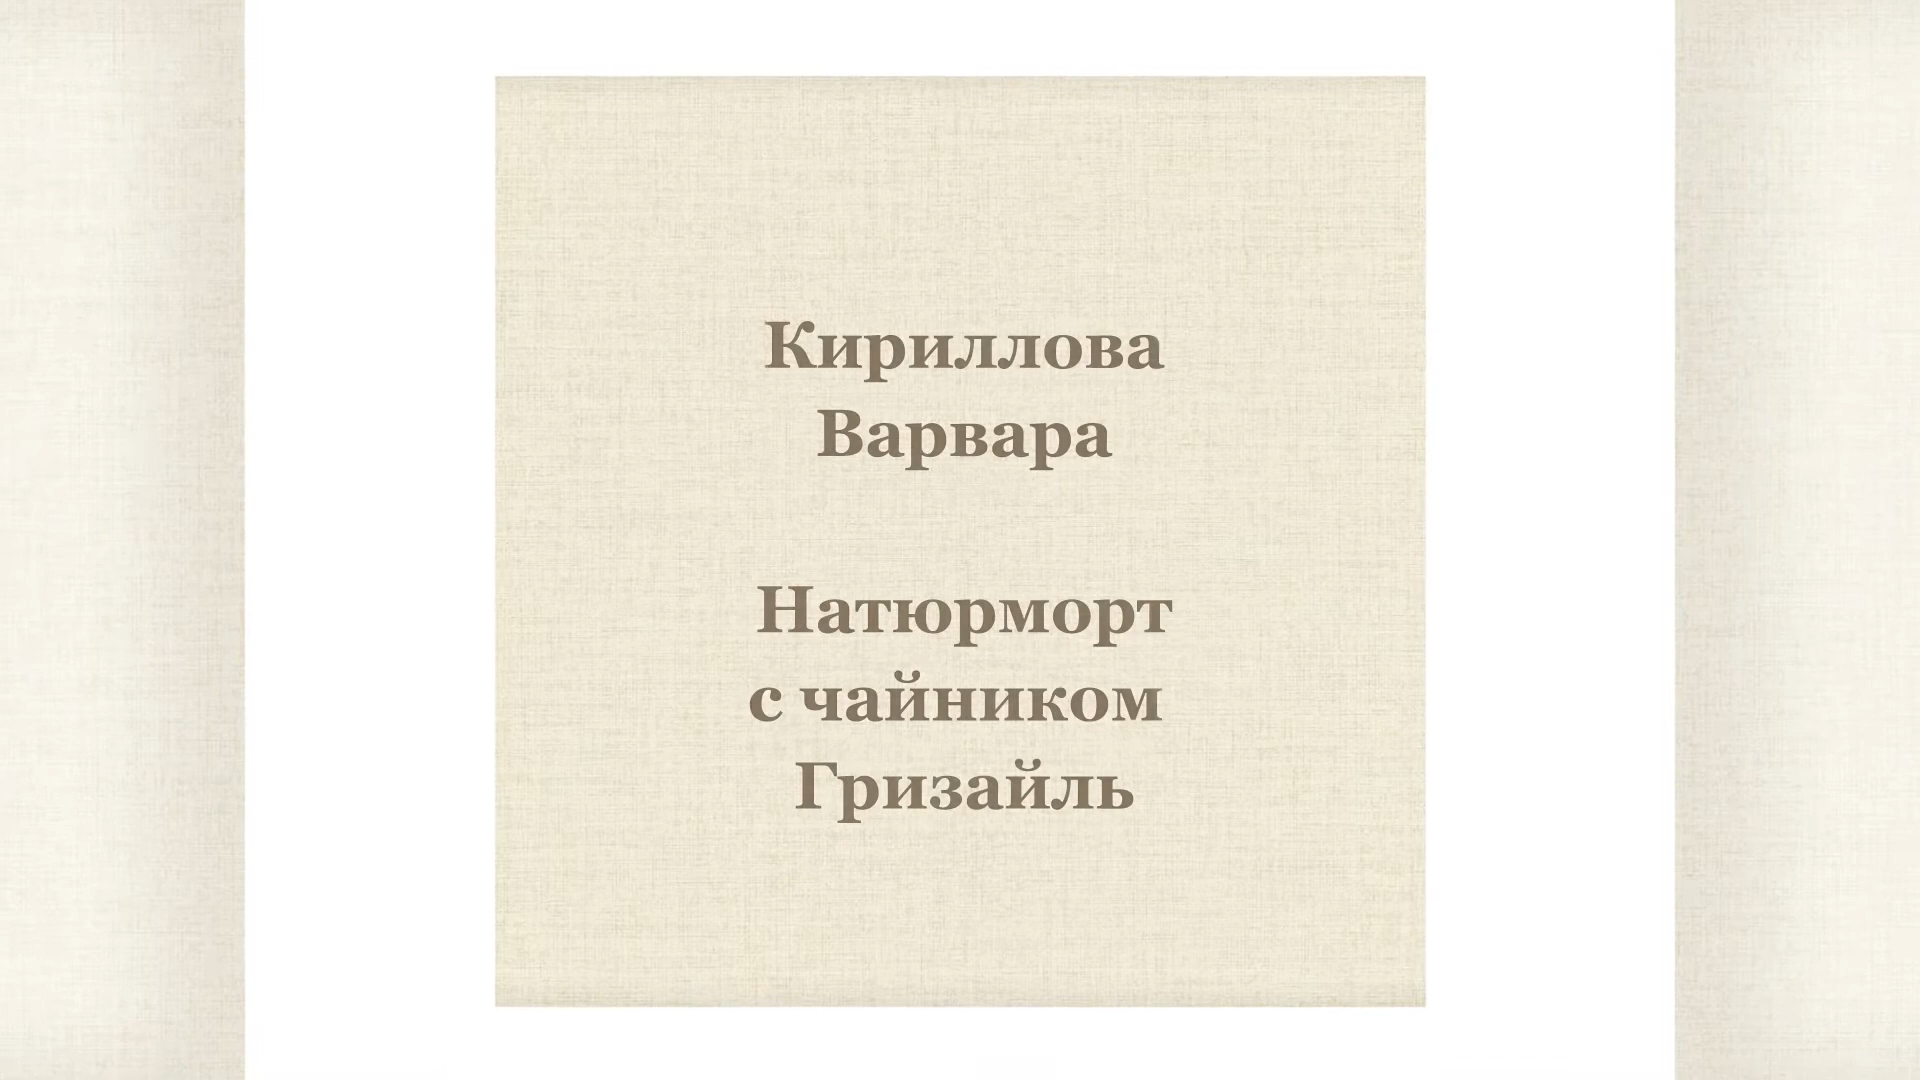 Кириллова
Варвара
Натюрморт
с чайником
Гризайль